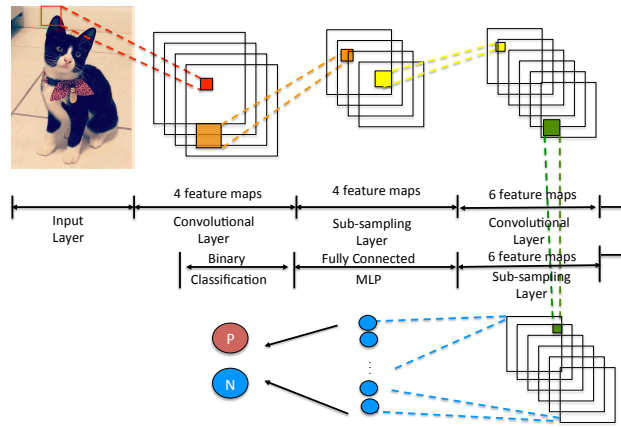 4 feature maps
4 feature maps
6 feature maps
Input
Layer
Convolutional
Layer
Sub-sampling
Layer
Convolutional
Layer
Binary
Classification
Fully Connected
MLP
6 feature maps
Sub-sampling
Layer
P
N